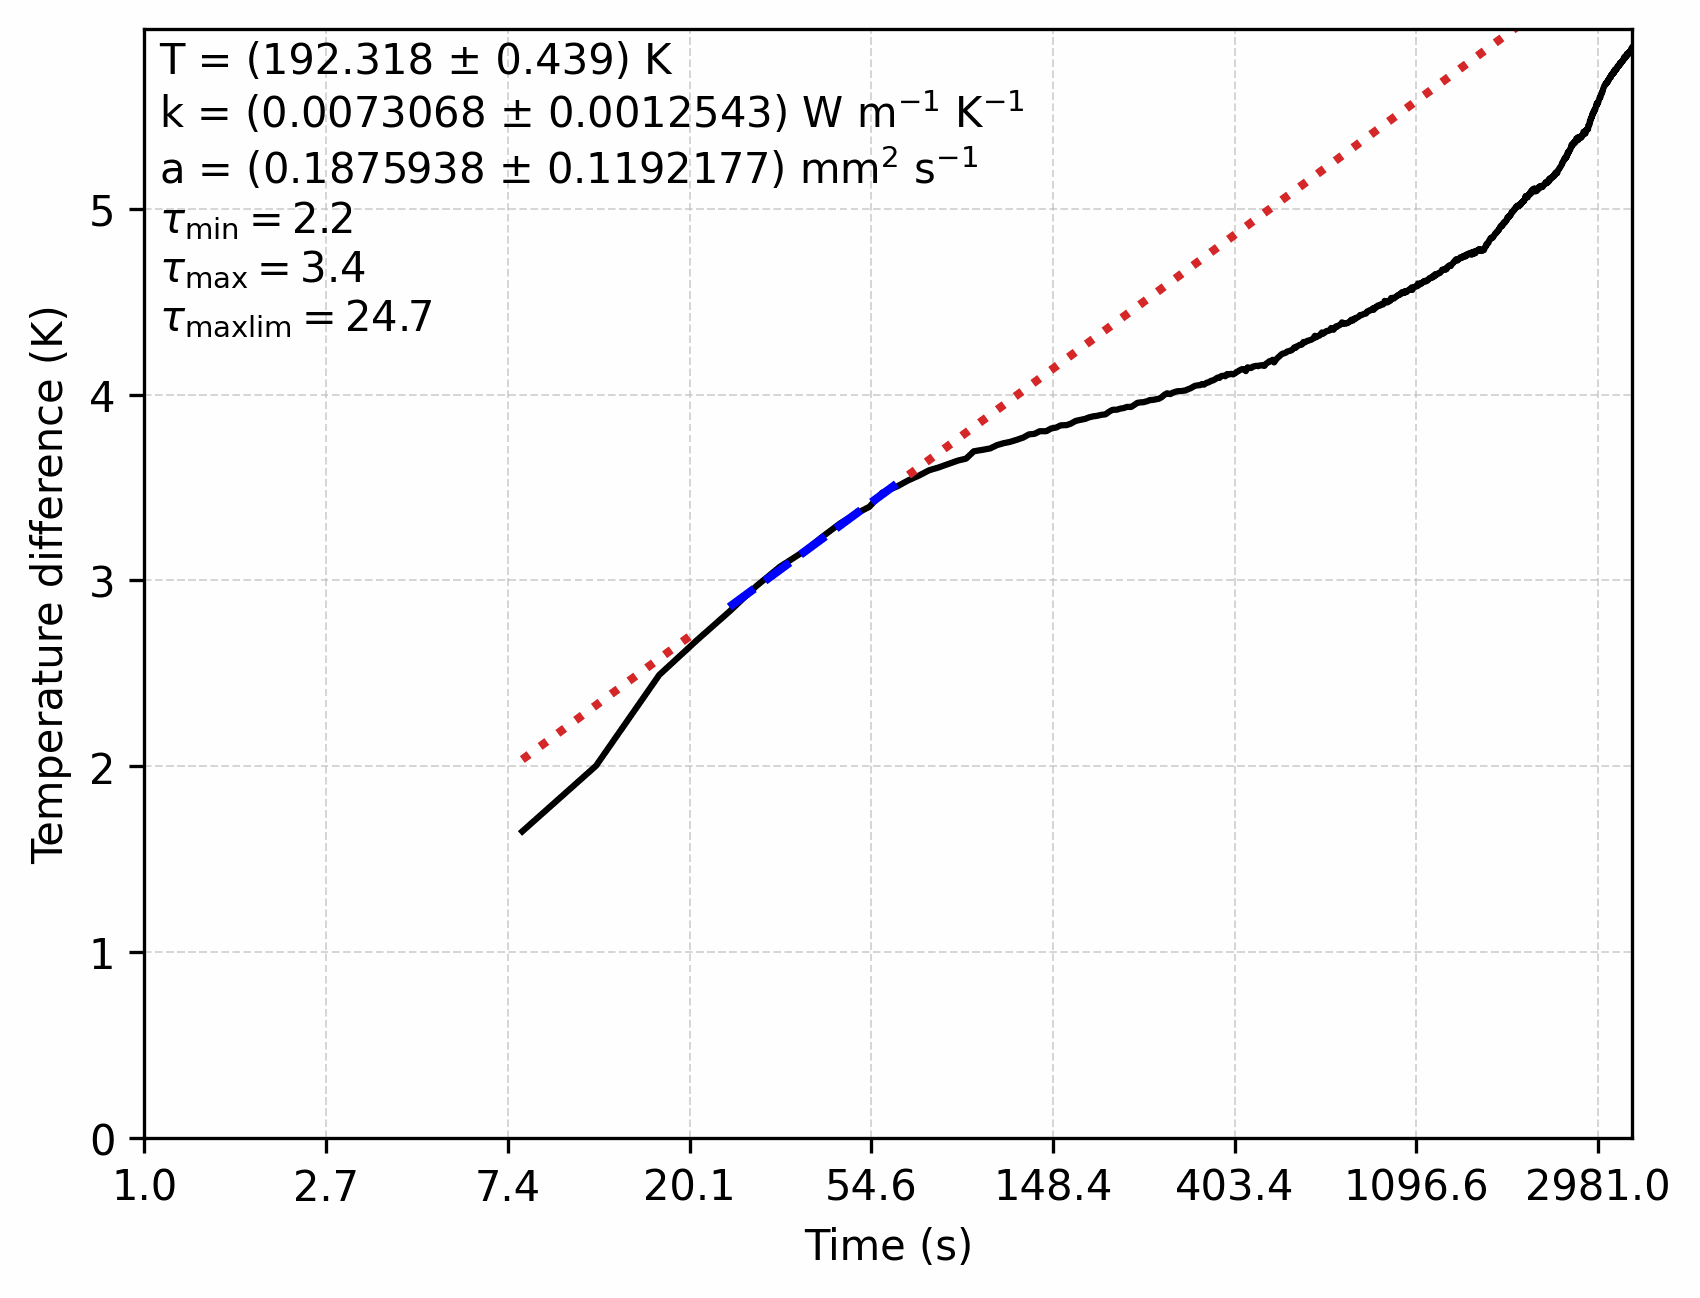 T = (192.318 ± 0.439) K
k = (0.0073068 ± 0.0012543) W m⁻¹ K⁻¹
a = (0.1875938 ± 0.1192177) mm² s⁻¹
τmin = 2.2
τmax = 3.4
τmaxlim = 24.7
Temperature difference (K)
5
4
3
2
1
0
1.0 2.7 7.4 20.1 54.6 148.4 403.4 1096.6 2981.0
Time (s)